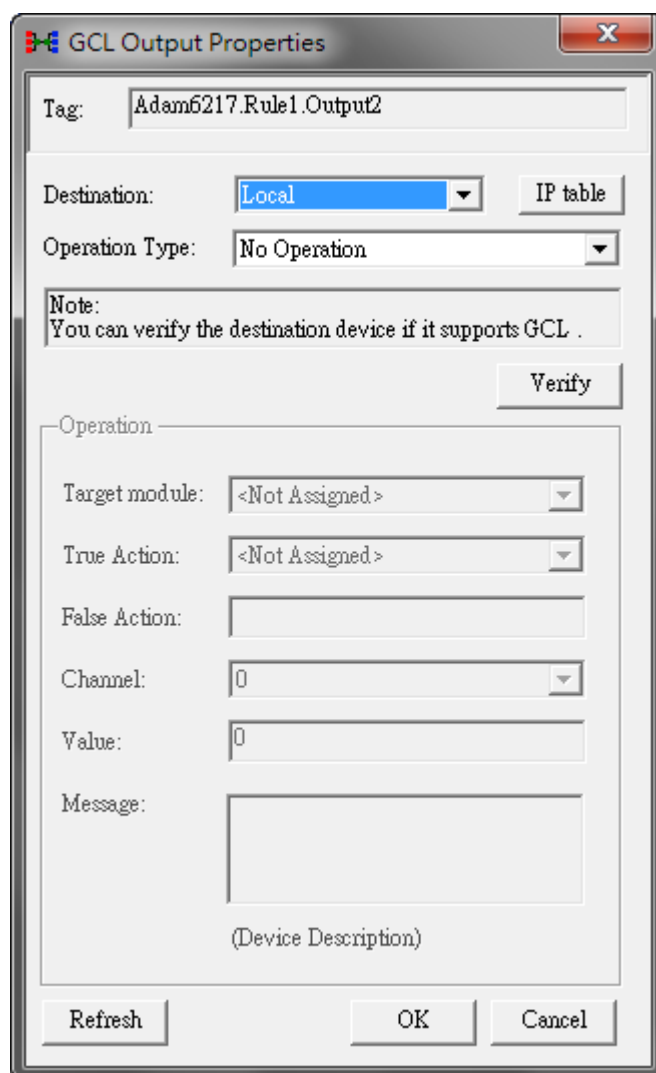 GCL Output Properties
Tag: Adam6217.Rule1.Output2
Destination: Local IP table
Operation Type: No Operation
Note:
You can verify the destination device if it supports GCL .
Verify
Operation
Target module: <Not Assigned>
True Action: <Not Assigned>
False Action:
Channel: 0
Value: 0
Message:
(Device Description)
Refresh OK Cancel